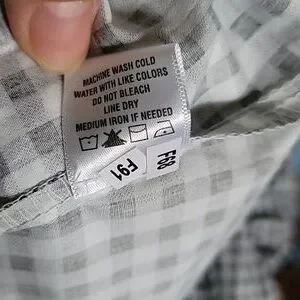 MACHINE WASH COLD
WATER WITH LIKE COLORS
DO NOT BLEACH
LINE DRY
MEDIUM IRON IF NEEDED
F91
F68